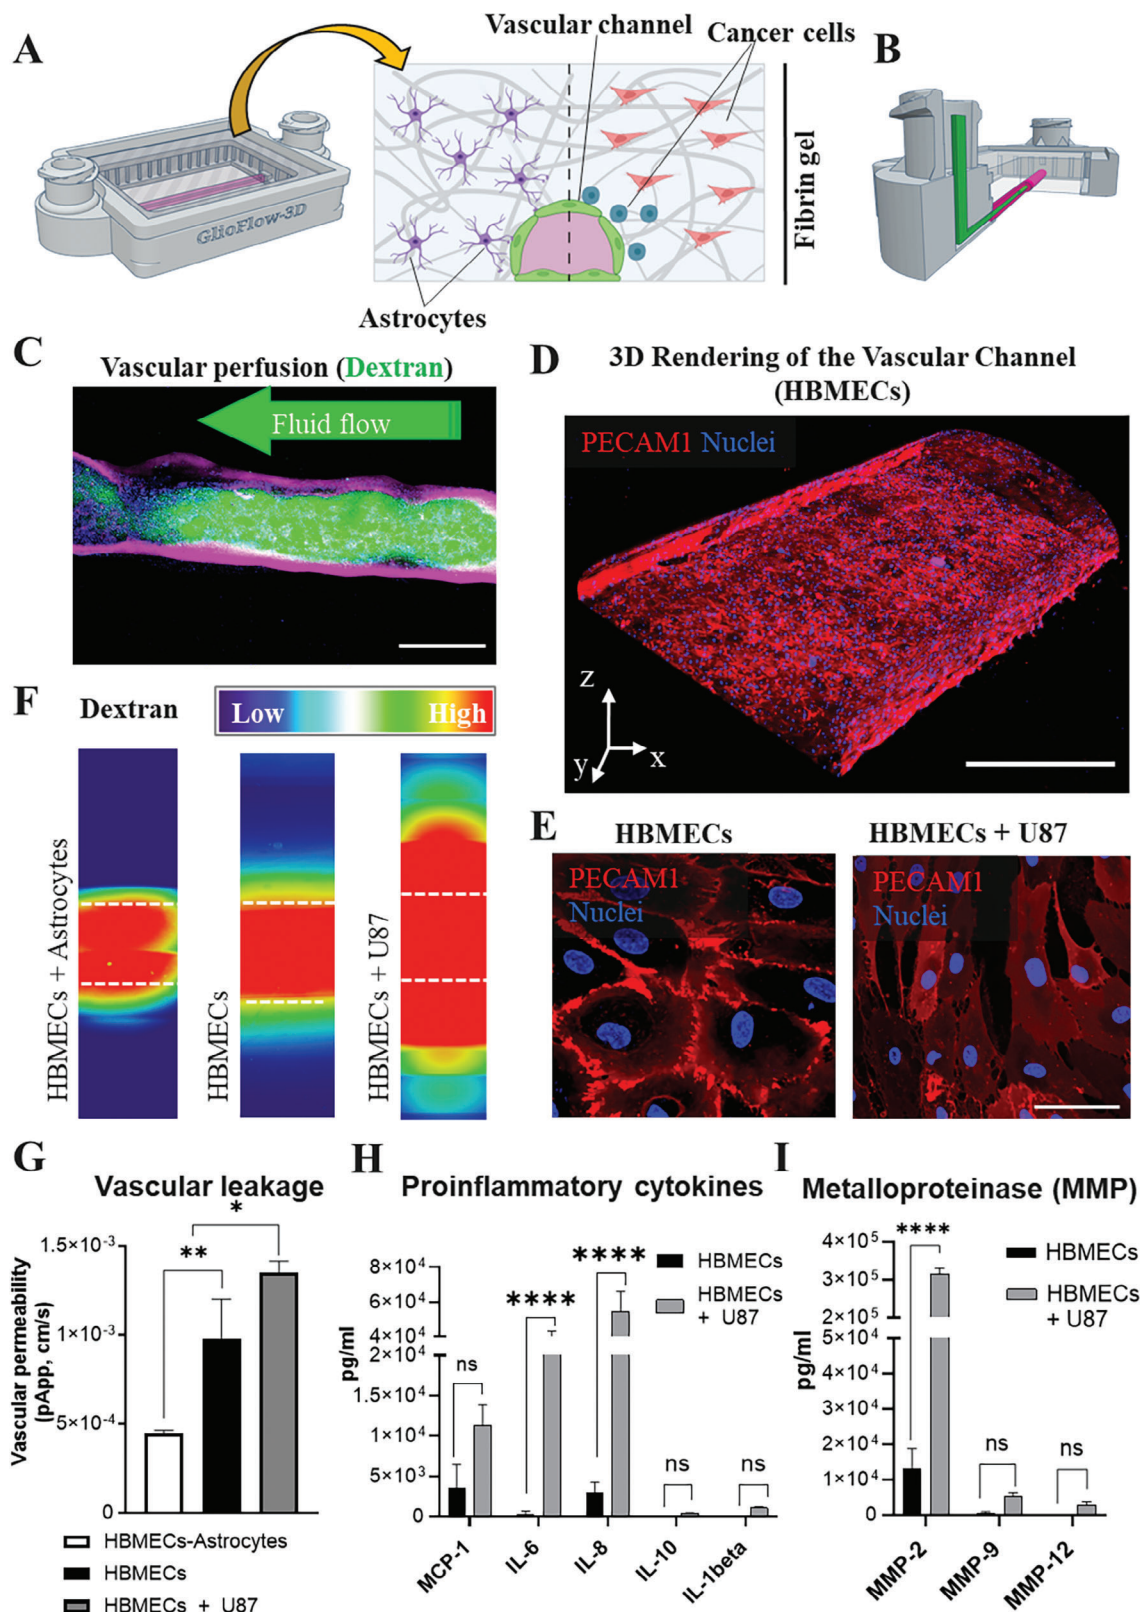 A
Vascular channel
Cancer cells
B
GlioFlow-3D
Fibrin gel
Astrocytes
C
Vascular perfusion (Dextran)
Fluid flow
D
3D Rendering of the Vascular Channel
(HBMECs)
PECAM1 Nuclei
z
y
x
F
Dextran
Low
High
HBMECs + Astrocytes
HBMECs
HBMECs + U87
E
HBMECs
PECAM1
Nuclei
HBMECs + U87
PECAM1
Nuclei
G
Vascular leakage
*
**
Vascular permeability
(pApp, cm/s)
1.5×10⁻³
1×10⁻³
5×10⁻⁴
0
HBMECs-Astrocytes
HBMECs
HBMECs + U87
H
Proinflammatory cytokines
pg/ml
8×10⁴
6×10⁴
4×10⁴
2×10⁴
1.5×10⁴
1×10⁴
5×10³
0
ns
****
****
ns
ns
HBMECs
HBMECs
+ U87
MCP-1
IL-6
IL-8
IL-10
IL-1beta
I
Metalloproteinase (MMP)
pg/ml
4×10⁵
3×10⁵
2×10⁵
5×10⁴
2×10⁴
1×10⁴
0
****
ns
ns
HBMECs
HBMECs
+ U87
MMP-2
MMP-9
MMP-12